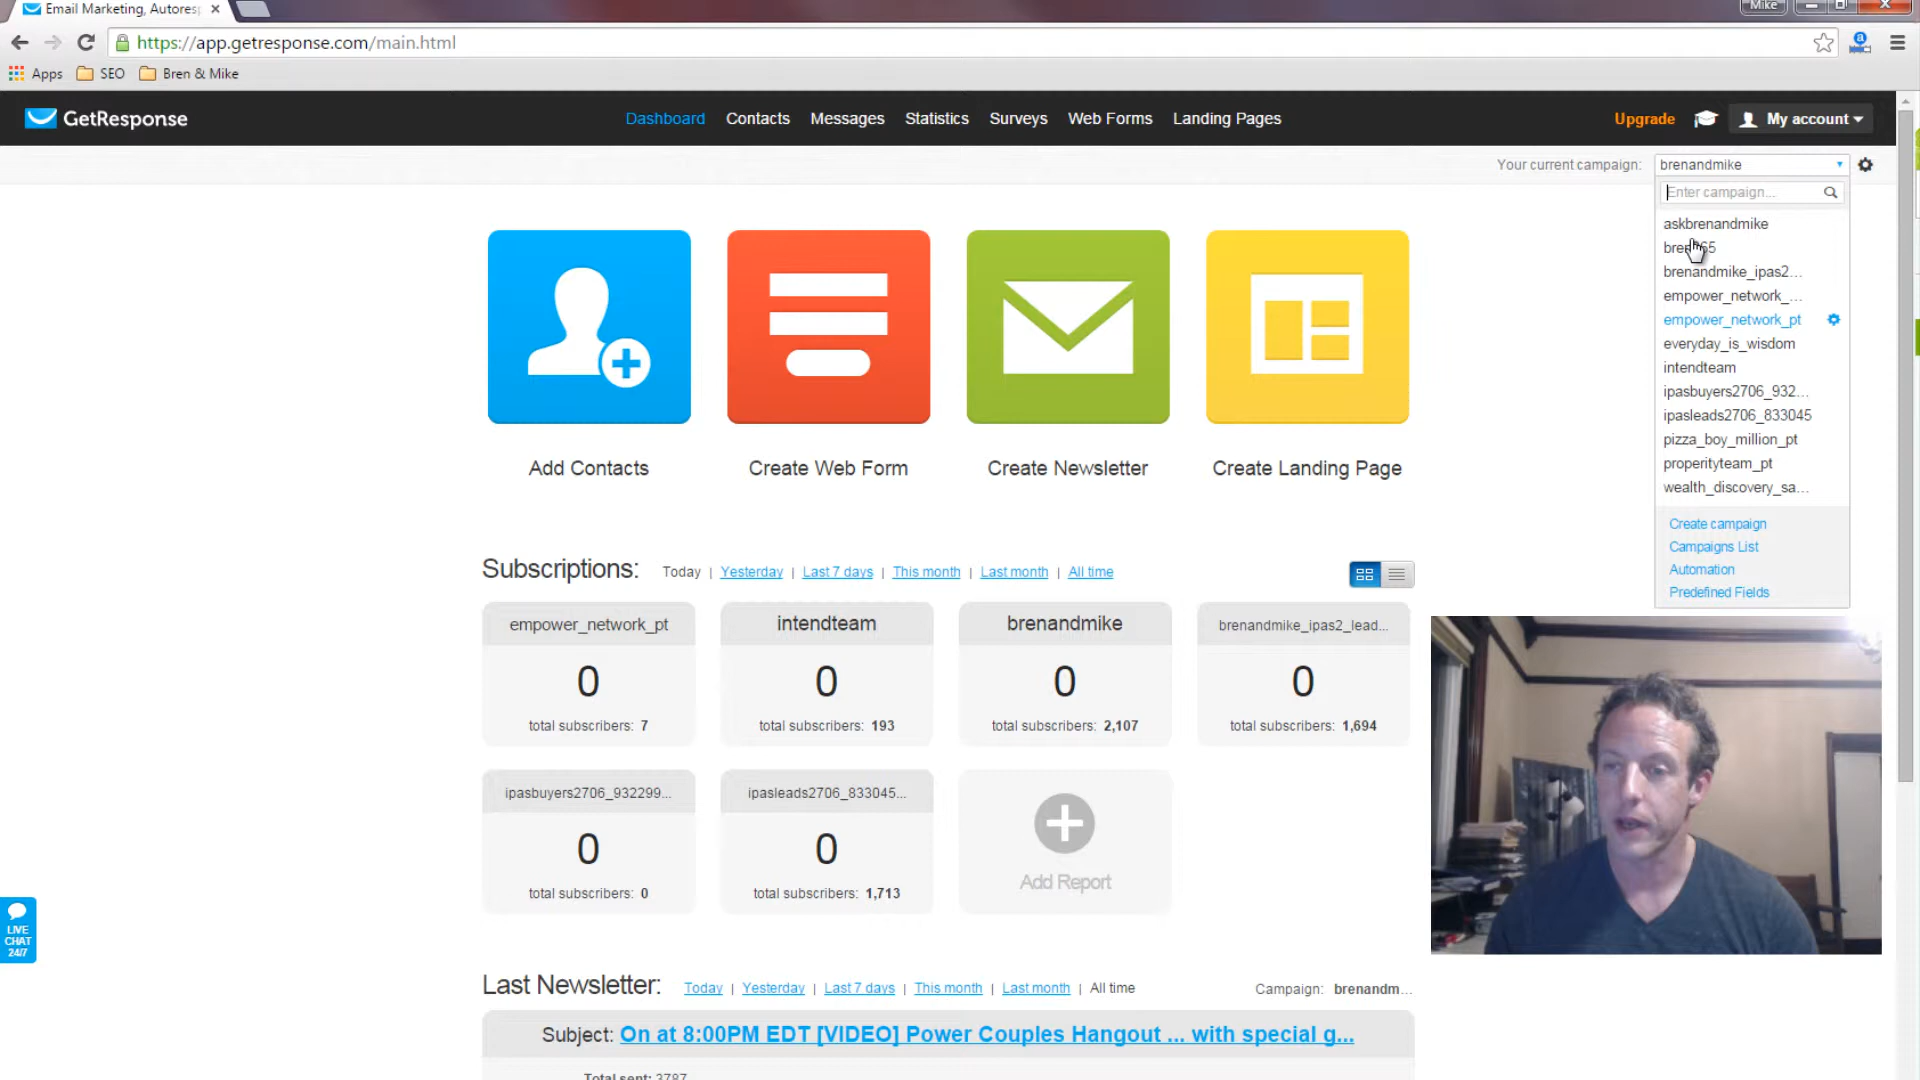 Email Marketing, Autores
Mike
https://app.getresponse.com/main.html
Apps SEO Bren & Mike
GetResponse Dashboard Contacts Messages Statistics Surveys Web Forms Landing Pages Upgrade My account
Your current campaign: brenandmike
Enter campaign...
askbrenandmike
brenandmike_ipas2...
empower_network_...
empower_network_pt
everyday_is_wisdom
intendteam
ipasbuyers2706_932...
ipasleads2706_833045
pizza_boy_million_pt
properityteam_pt
wealth_discovery_sa...
Create campaign
Campaigns List
Automation
Predefined Fields
Add Contacts Create Web Form Create Newsletter Create Landing Page
Subscriptions: Today | Yesterday | Last 7 days | This month | Last month | All time
empower_network_pt intendteam brenandmike brenandmike_ipas2_lead...
0 0 0 0
total subscribers: 7 total subscribers: 193 total subscribers: 2,107 total subscribers: 1,694
ipasbuyers2706_932299... ipasleads2706_833045...
0 0
total subscribers: 0 total subscribers: 1,713 Add Report
LIVE
CHAT
24/7
Last Newsletter: Today | Yesterday | Last 7 days | This month | Last month | All time Campaign: brenandm...
Subject: On at 8:00PM EDT [VIDEO] Power Couples Hangout ... with special g...
Total sent: 3787